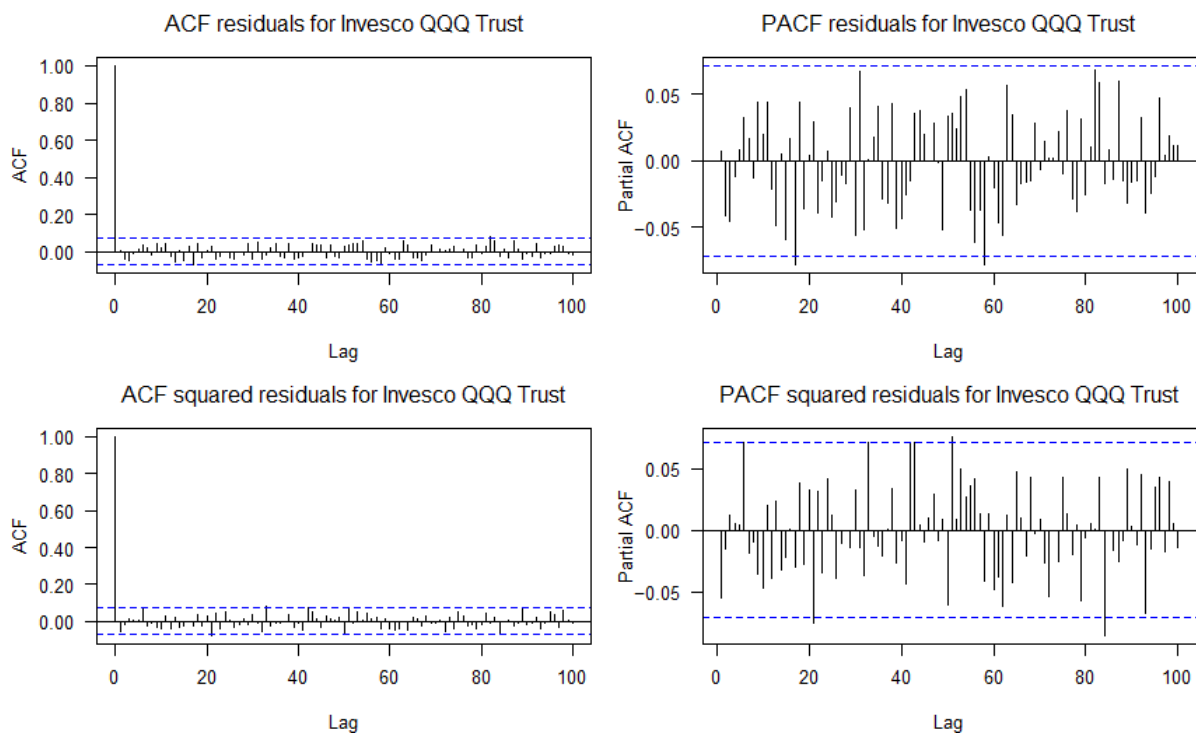 ACF residuals for Invesco QQQ Trust
ACF
1.00
0.80
0.60
0.40
0.20
0.00
0 20 40 60 80 100
Lag
PACF residuals for Invesco QQQ Trust
Partial ACF
0.05
0.00
−0.05
0 20 40 60 80 100
Lag
ACF squared residuals for Invesco QQQ Trust
ACF
1.00
0.80
0.60
0.40
0.20
0.00
0 20 40 60 80 100
Lag
PACF squared residuals for Invesco QQQ Trust
Partial ACF
0.05
0.00
−0.05
0 20 40 60 80 100
Lag